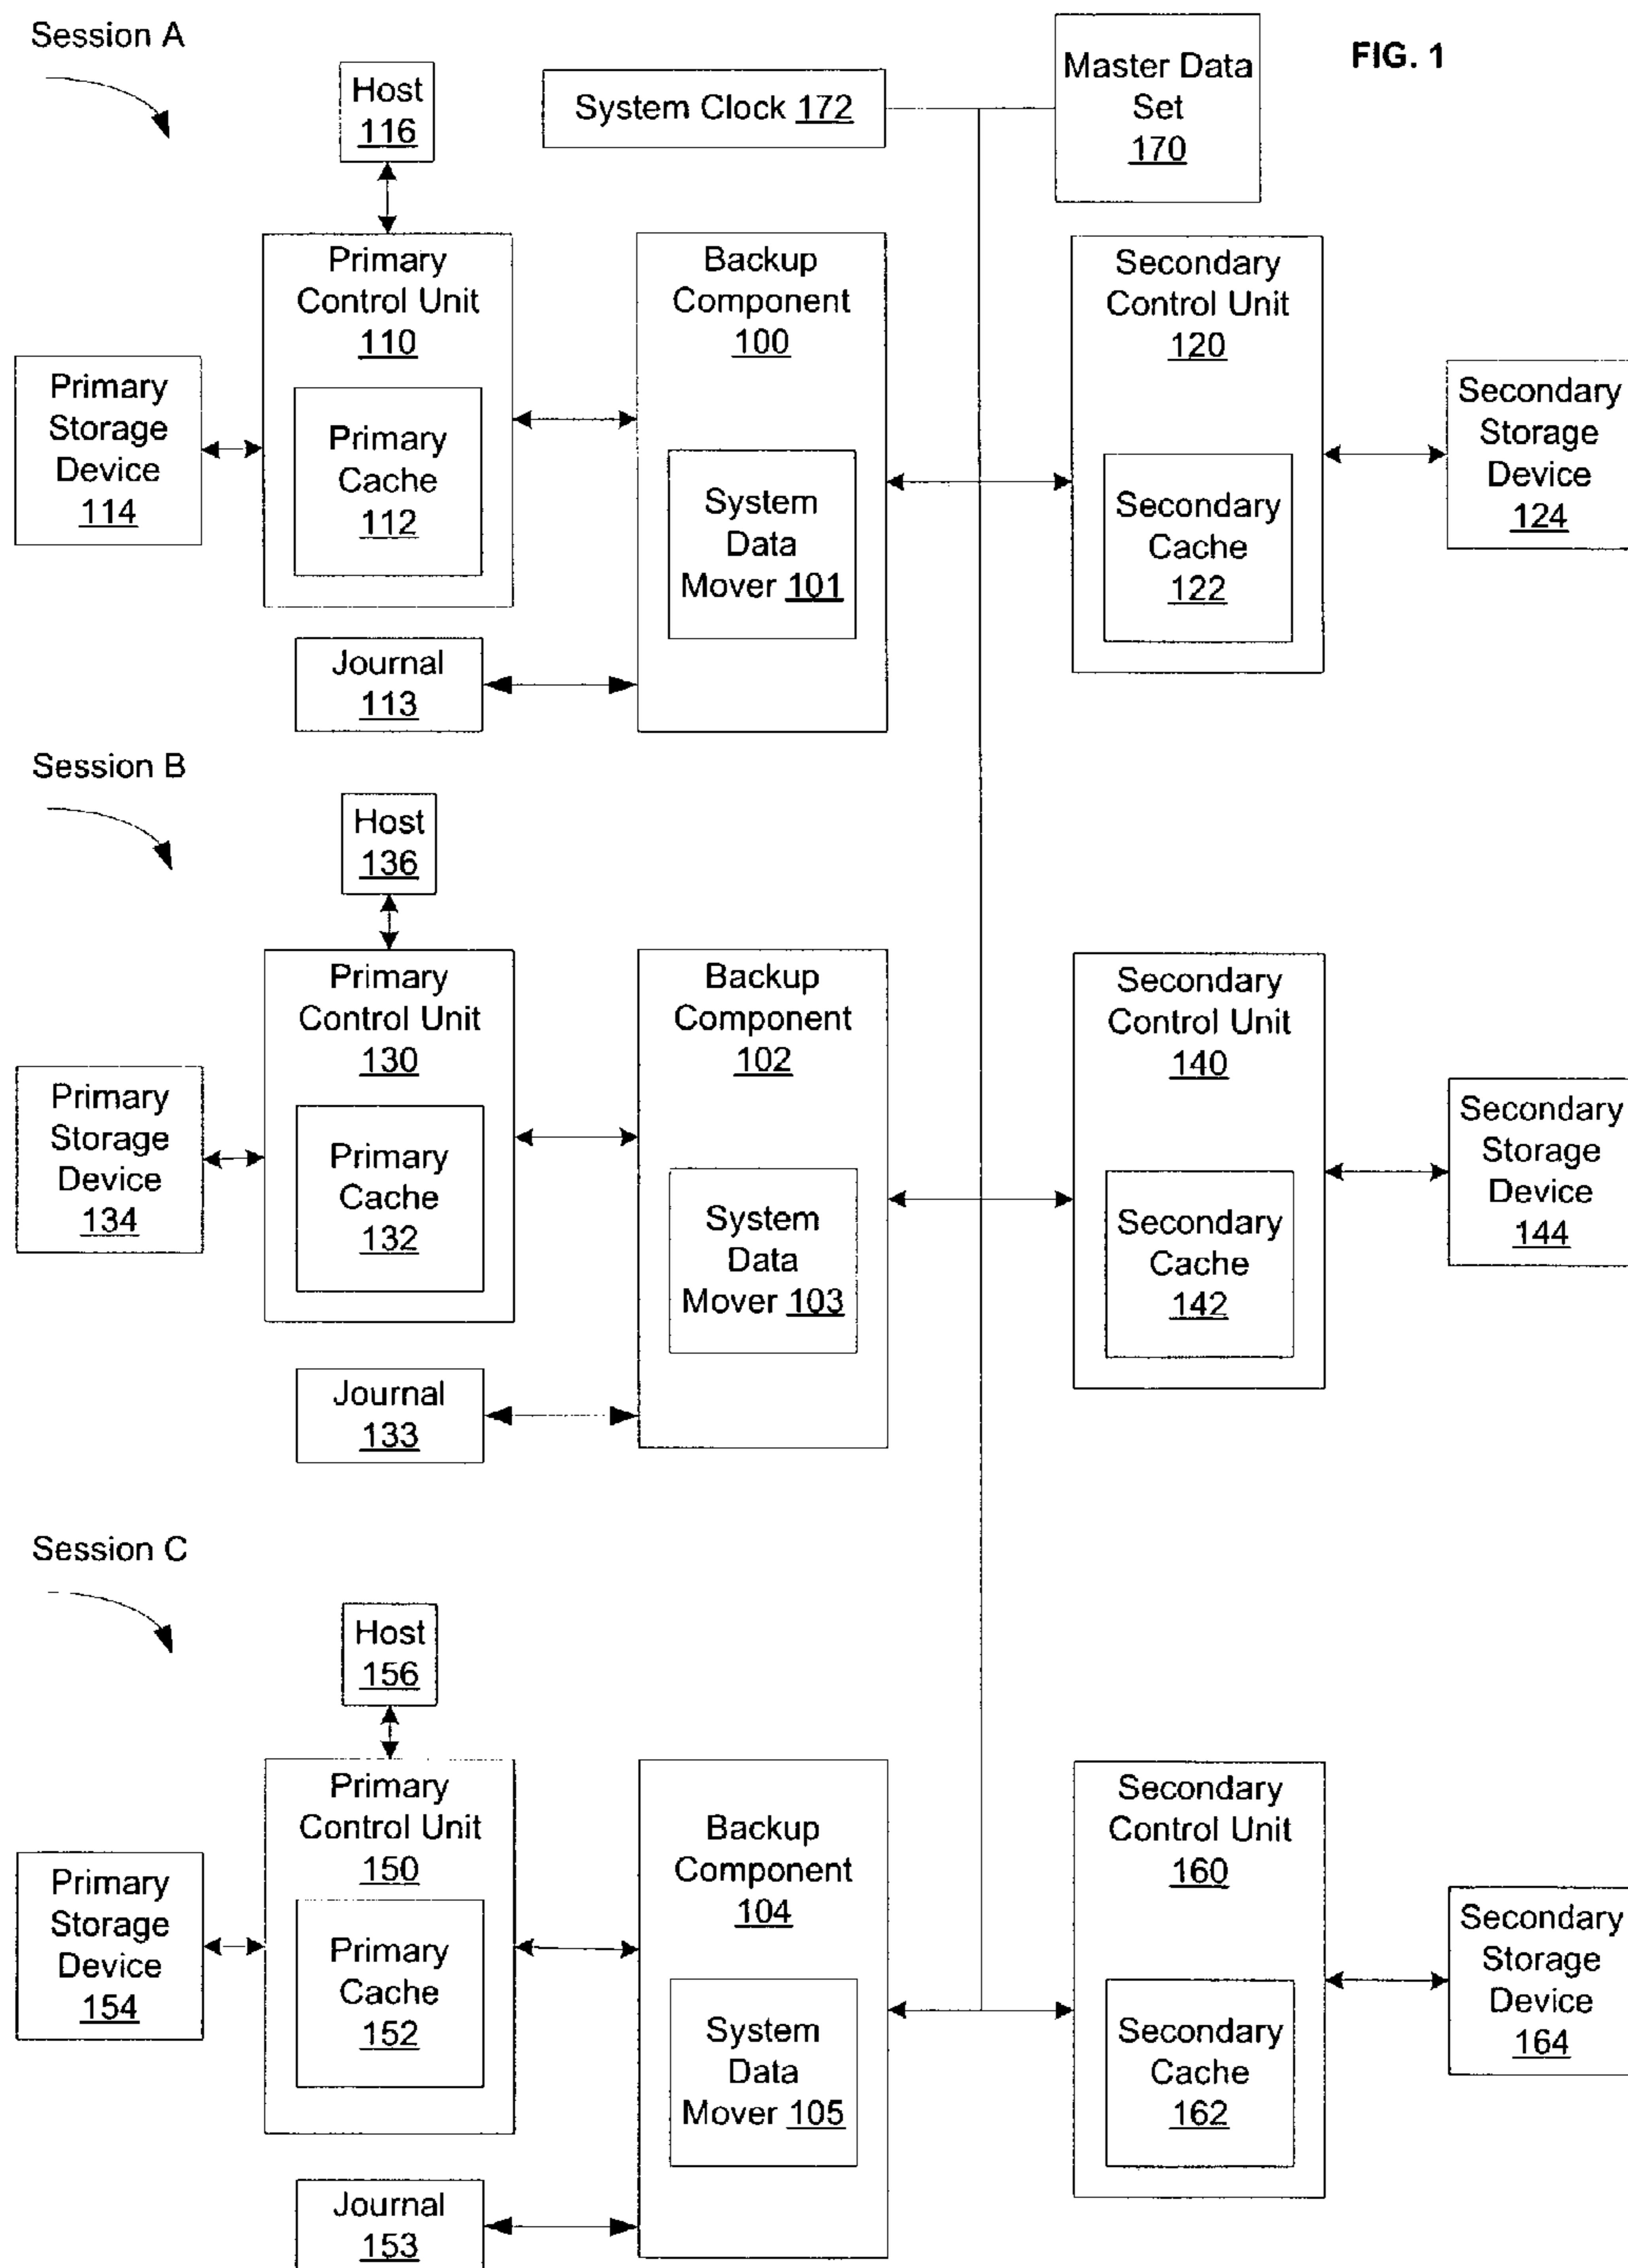 Session A
FIG. 1
Host
116
System Clock 172
Master Data
Set
170
Primary
Control Unit
110
Primary
Cache
112
Backup
Component
100
System
Data
Mover 101
Secondary
Control Unit
120
Secondary
Cache
122
Primary
Storage
Device
114
Secondary
Storage
Device
124
Journal
113
Session B
Host
136
Primary
Control Unit
130
Primary
Cache
132
Backup
Component
102
System
Data
Mover 103
Secondary
Control Unit
140
Secondary
Cache
142
Primary
Storage
Device
134
Secondary
Storage
Device
144
Journal
133
Session C
Host
156
Primary
Control Unit
150
Primary
Cache
152
Backup
Component
104
System
Data
Mover 105
Secondary
Control Unit
160
Secondary
Cache
162
Primary
Storage
Device
154
Secondary
Storage
Device
164
Journal
153